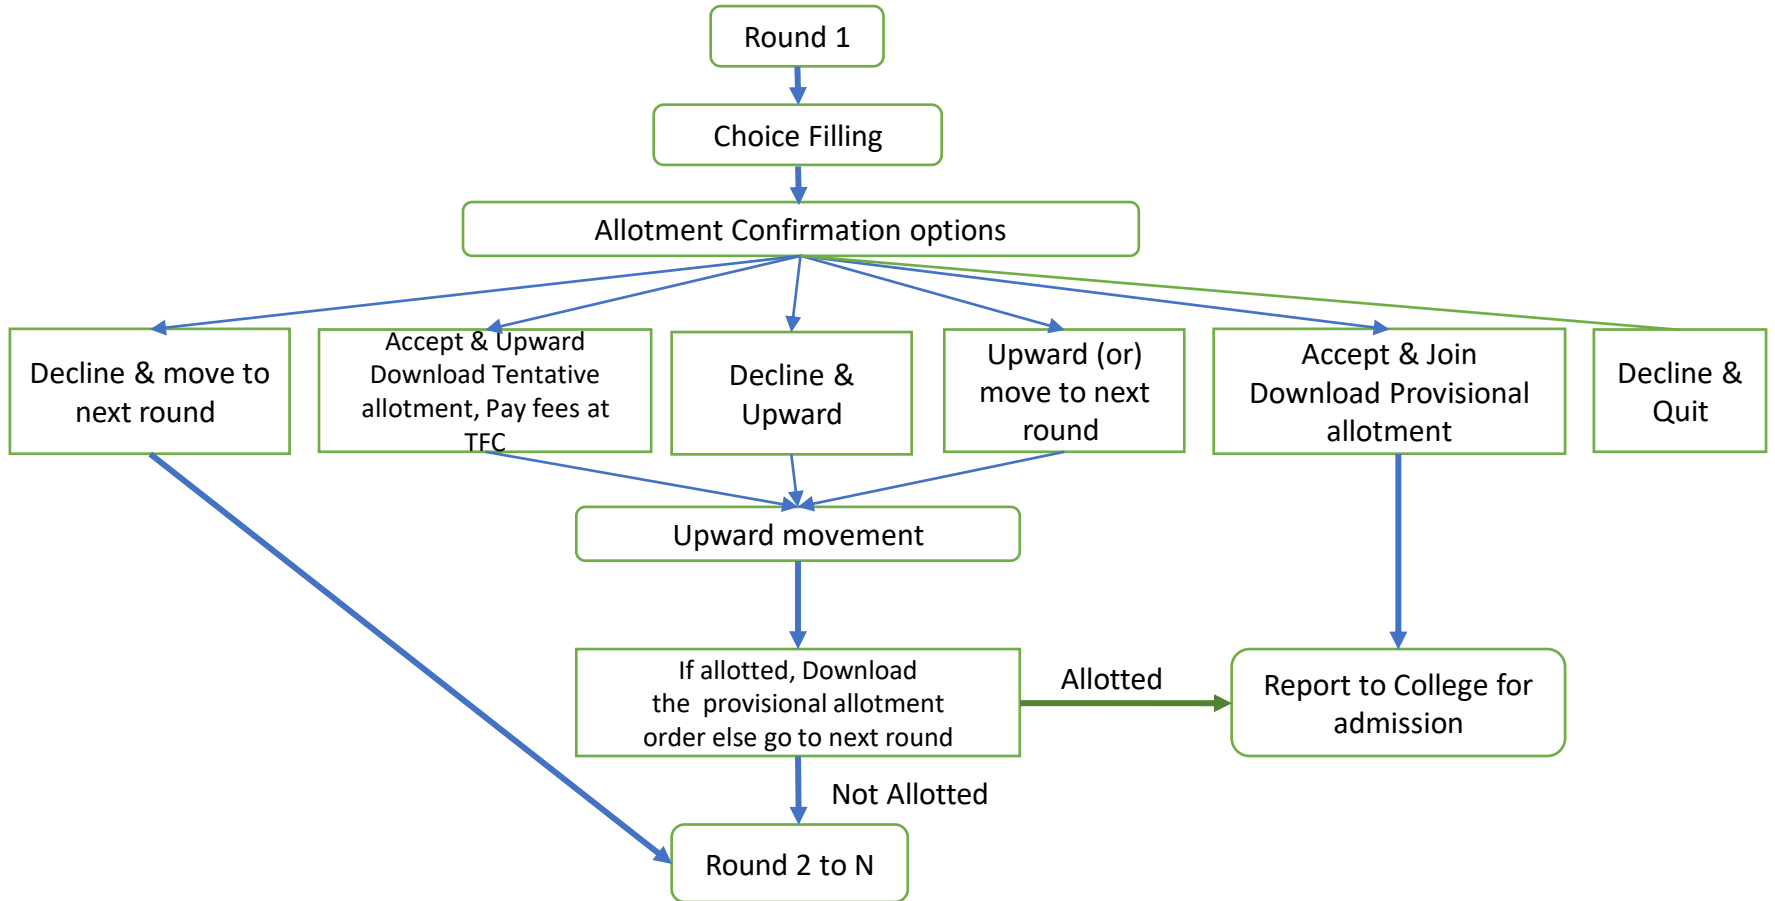 Round 1
Choice Filling
Allotment Confirmation options
Decline & move to
next round
Accept & Upward
Download Tentative
allotment, Pay fees at
TFC
Decline &
Upward
Upward (or)
move to next
round
Accept & Join
Download Provisional
allotment
Decline &
Quit
Upward movement
If allotted, Download
the  provisional allotment
order else go to next round
Allotted
Report to College for
admission
Not Allotted
Round 2 to N